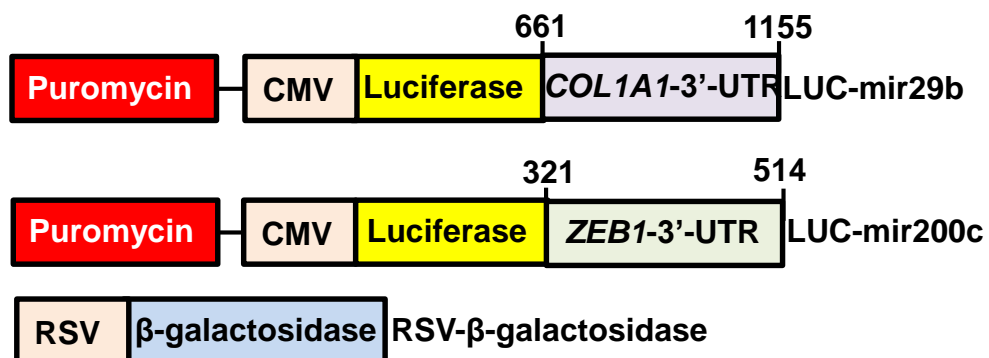 661 1155
Puromycin CMV Luciferase COL1A1-3'-UTR LUC-mir29b
321 514
Puromycin CMV Luciferase ZEB1-3'-UTR LUC-mir200c
RSV β-galactosidase RSV-β-galactosidase